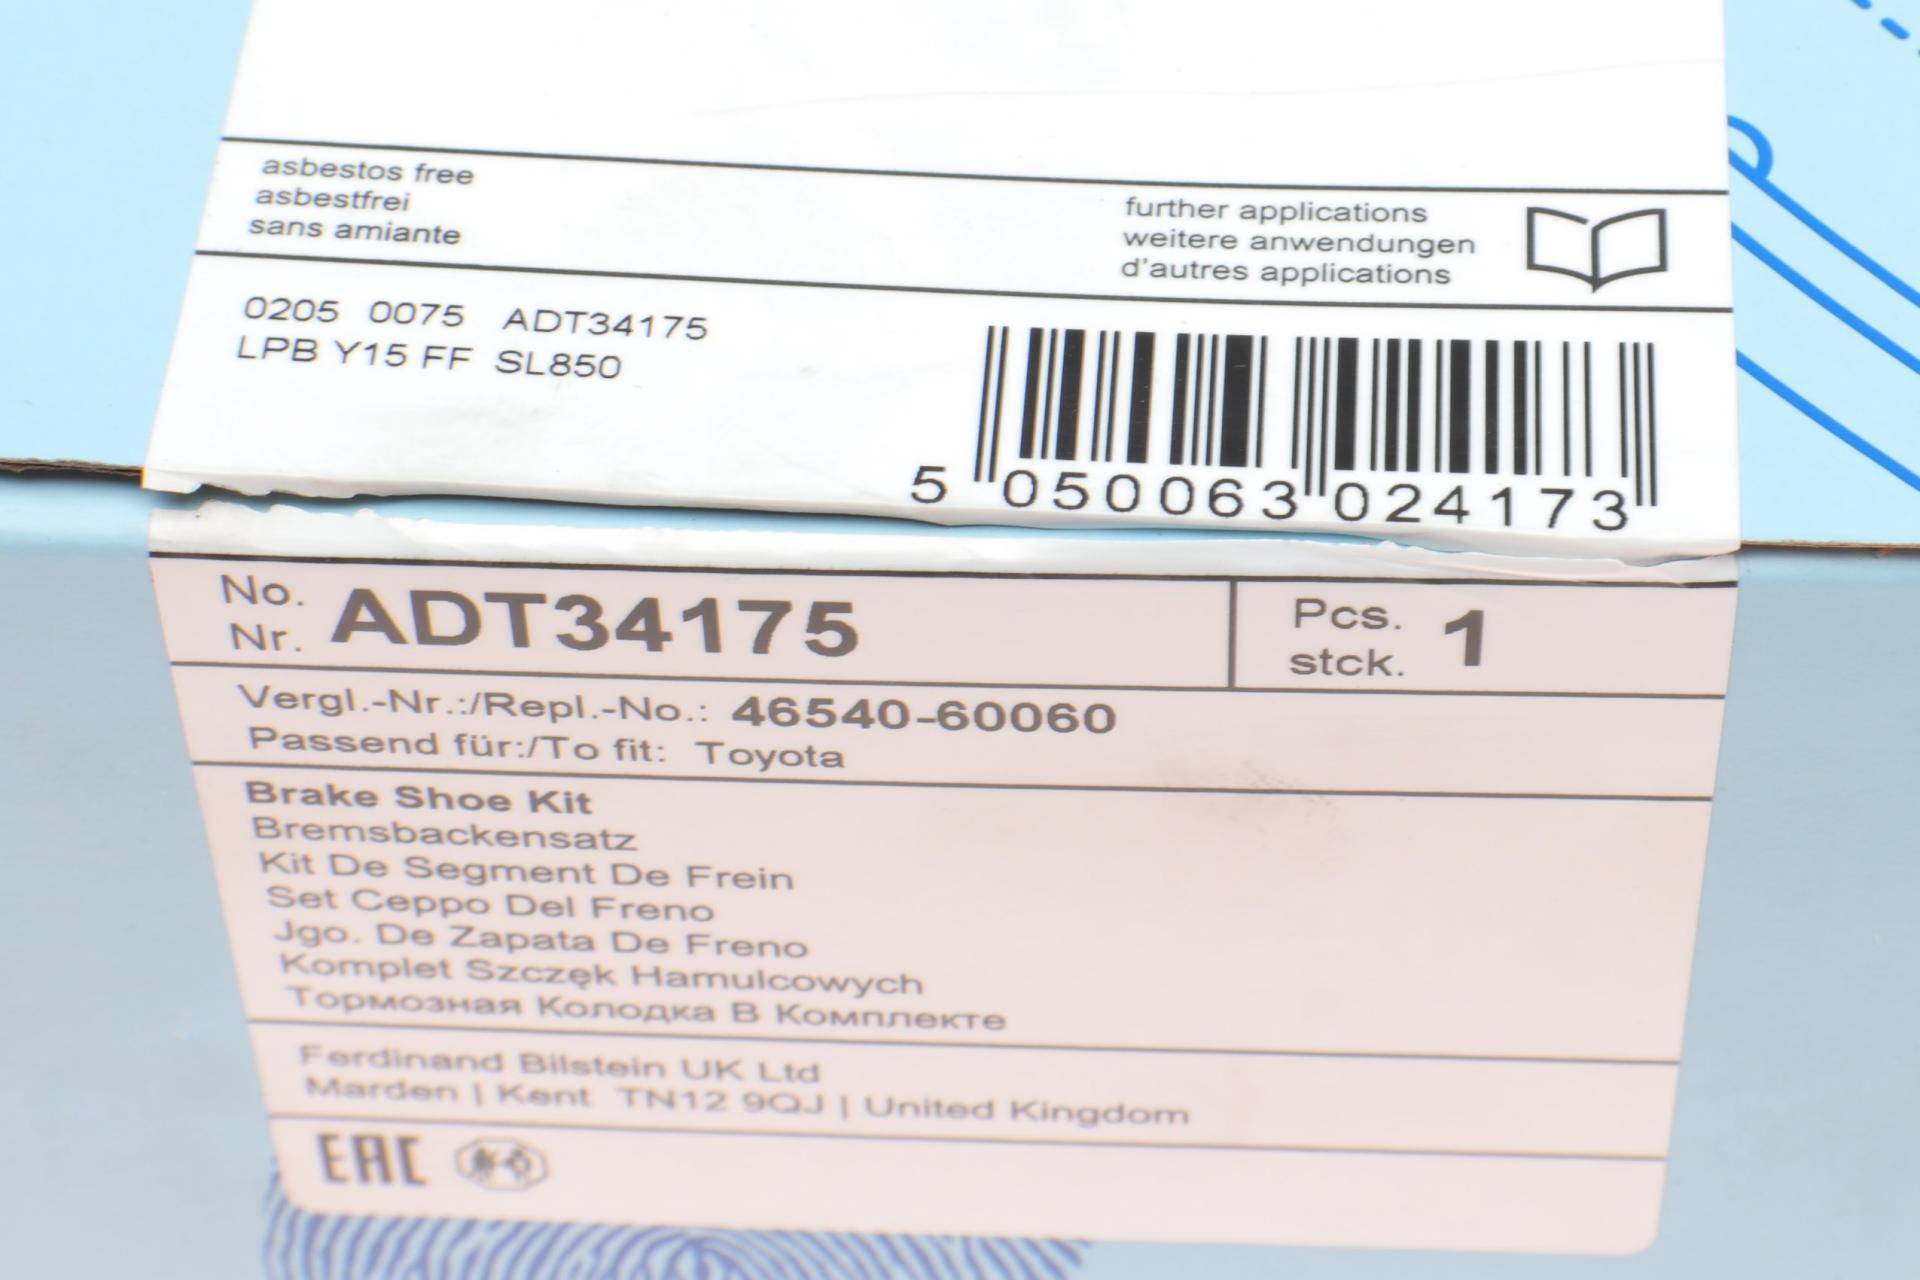 asbestos free
asbestfrei
sans amiante
further applications
weitere anwendungen
d'autres applications
0205 0075 ADT34175
LPB Y15 FF SL850
5 050063 024173
No.
Nr. ADT34175
Pcs.
stck. 1
Vergl.-Nr.:/Repl.-No.: 46540-60060
Passend für:/To fit: Toyota
Brake Shoe Kit
Bremsbackensatz
Kit De Segment De Frein
Set Ceppo Del Freno
Jgo. De Zapata De Freno
Komplet Szczęk Hamulcowych
Тормозная Колодка В Комплекте
Ferdinand Bilstein UK Ltd
Marden | Kent TN12 9QJ | United Kingdom
EAC